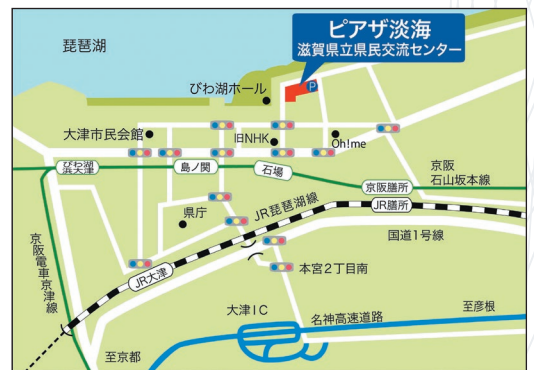 ピアザ淡海
滋賀県立県民交流センター
琵琶湖
P
びわ湖ホール
大津市民会館
旧NHK
Oh!me
びわ湖
浜大津
島ノ関
石場
京阪
石山坂本線
京阪膳所
JR膳所
県庁
JR琵琶湖線
国道1号線
京阪電車京津線
JR大津
本宮2丁目南
大津IC
名神高速道路
至彦根
至京都